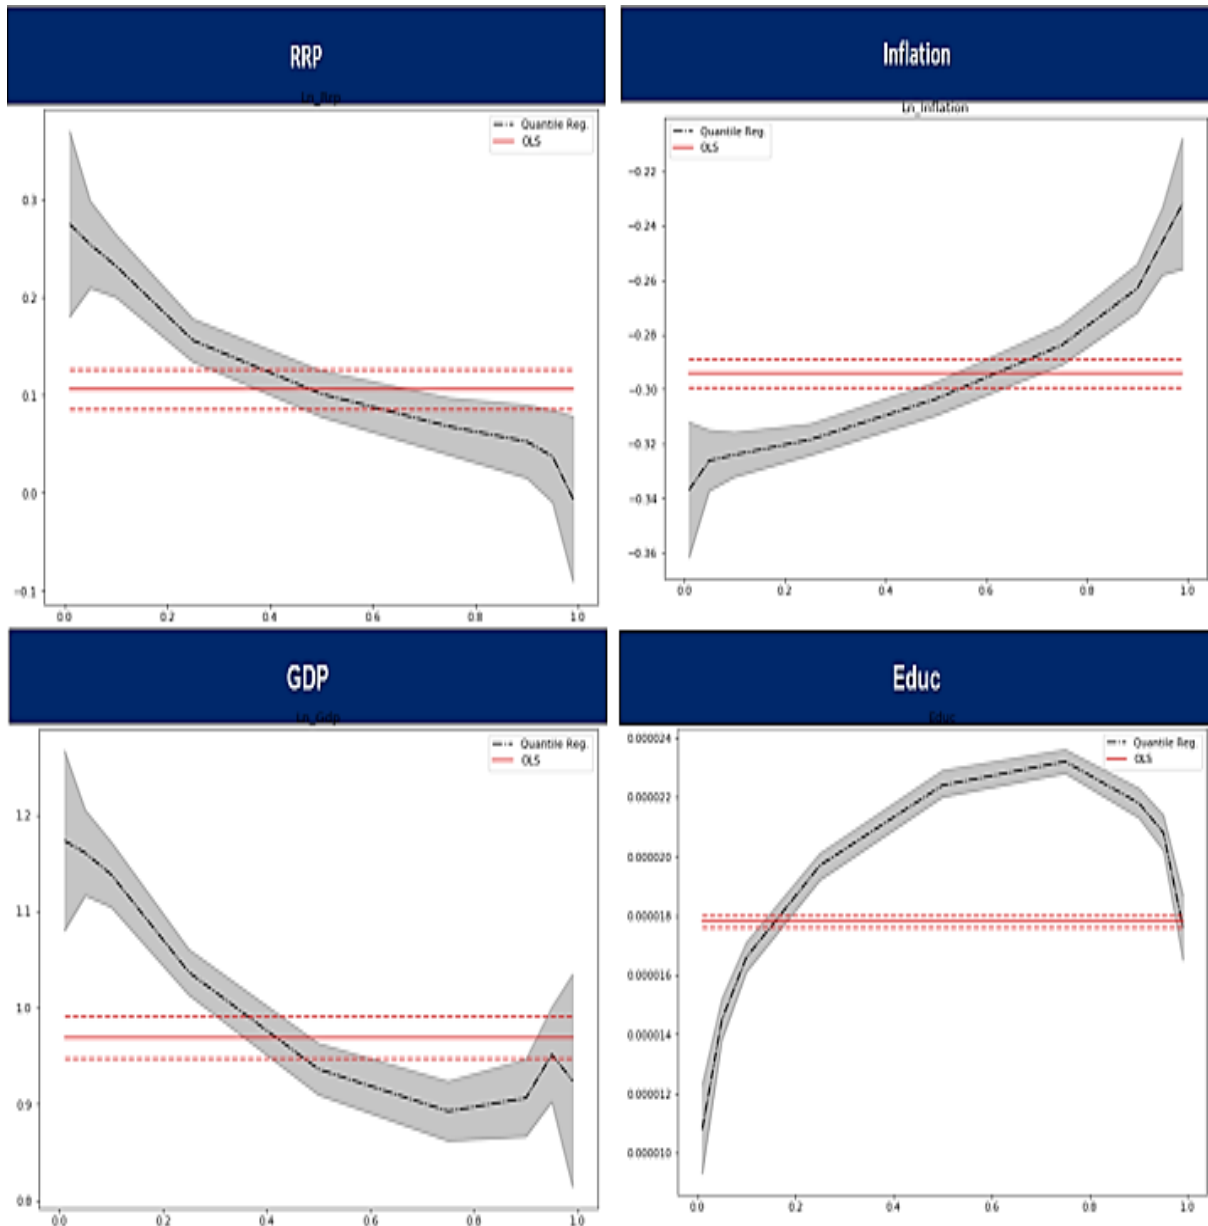 RRP
Ln_Rrp
Quantile Reg.
OLS
0.3
0.2
0.1
0.0
−0.1
0.0 0.2 0.4 0.6 0.8 1.0
Inflation
Ln_Inflation
Quantile Reg.
OLS
−0.22
−0.24
−0.26
−0.28
−0.30
−0.32
−0.34
−0.36
0.0 0.2 0.4 0.6 0.8 1.0
GDP
Ln_Gdp
Quantile Reg.
OLS
1.2
1.1
1.0
0.9
0.8
0.0 0.2 0.4 0.6 0.8 1.0
Educ
Educ
Quantile Reg.
OLS
0.000024
0.000022
0.000020
0.000018
0.000016
0.000014
0.000012
0.000010
0.0 0.2 0.4 0.6 0.8 1.0